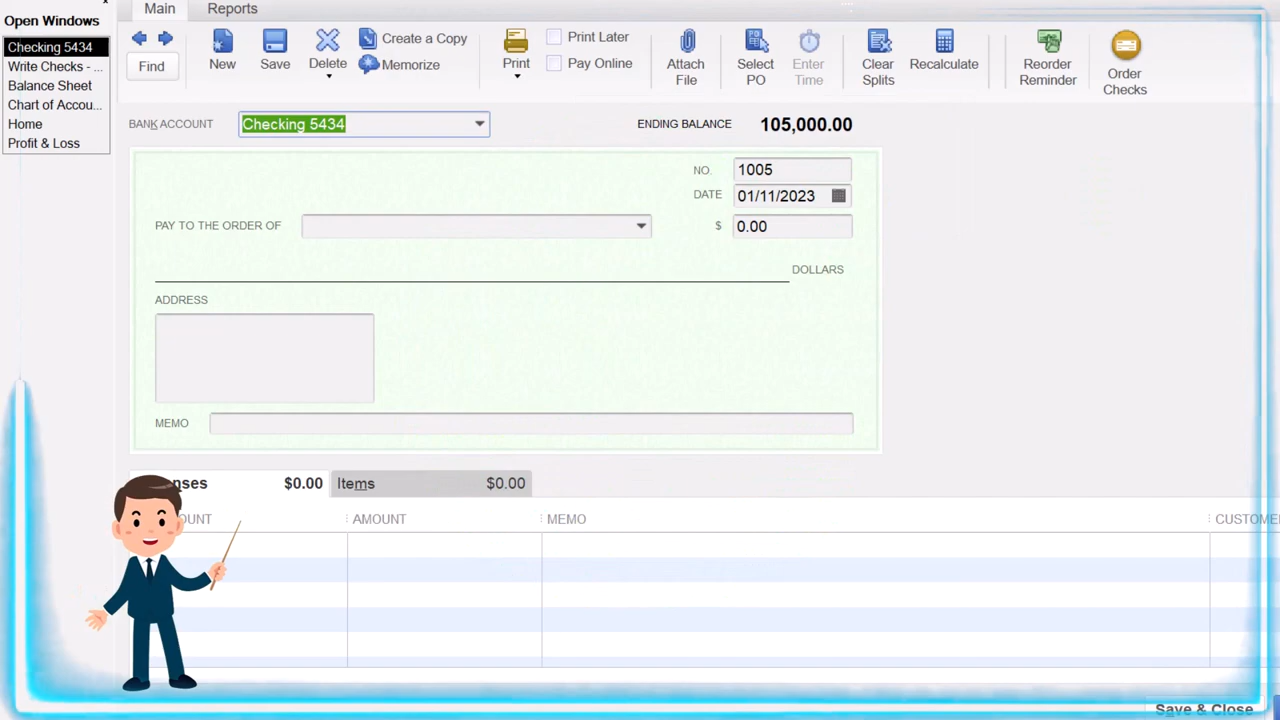 Main Reports
Open Windows
Checking 5434
Write Checks - ...
Balance Sheet
Chart of Accou...
Home
Profit & Loss
Find
New
Save
Delete
Create a Copy
Memorize
Print
Print Later
Pay Online
Attach
File
Select
PO
Enter
Time
Clear
Splits
Recalculate
Reorder
Reminder
Order
Checks
BANK ACCOUNT Checking 5434 ENDING BALANCE 105,000.00
NO. 1005
DATE 01/11/2023
PAY TO THE ORDER OF $ 0.00
DOLLARS
ADDRESS
MEMO
nses $0.00 Items $0.00
OUNT AMOUNT MEMO CUSTOME
Save & Close